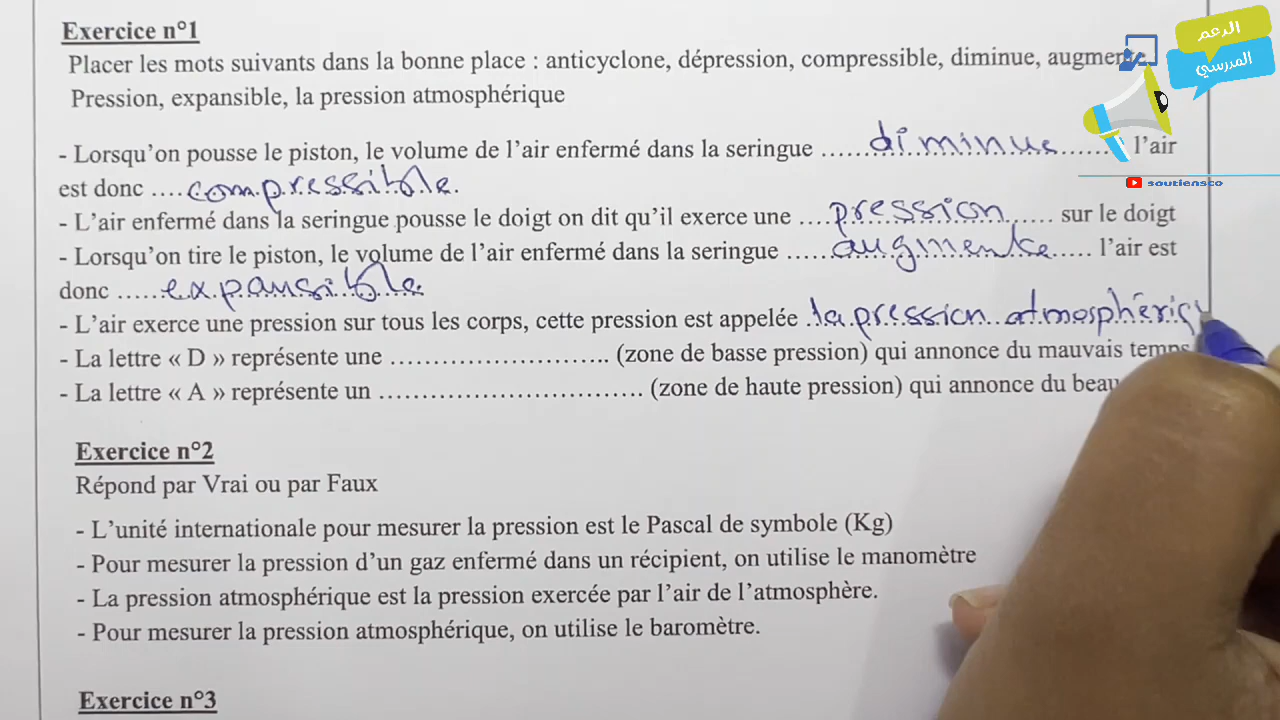 Exercice n°1
الدعم
المدرسي
Placer les mots suivants dans la bonne place : anticyclone, dépression, compressible, diminue, augmente
Pression, expansible, la pression atmosphérique
- Lorsqu'on pousse le piston, le volume de l'air enfermé dans la seringue ...diminue... l'air
est donc ....compressible.
soutiensco
- L'air enfermé dans la seringue pousse le doigt on dit qu'il exerce une ....pression...... sur le doigt
- Lorsqu'on tire le piston, le volume de l'air enfermé dans la seringue ......augmente..... l'air est
donc ......expansible
- L'air exerce une pression sur tous les corps, cette pression est appelée ..la pression atmosphériq
- La lettre « D » représente une ............................ (zone de basse pression) qui annonce du mauvais temps
- La lettre « A » représente un ................................. (zone de haute pression) qui annonce du beau
Exercice n°2
Répond par Vrai ou par Faux
- L'unité internationale pour mesurer la pression est le Pascal de symbole (Kg)
- Pour mesurer la pression d'un gaz enfermé dans un récipient, on utilise le manomètre
- La pression atmosphérique est la pression exercée par l'air de l'atmosphère.
- Pour mesurer la pression atmosphérique, on utilise le baromètre.
Exercice n°3